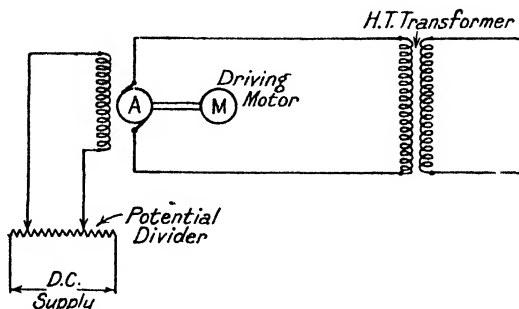 H.T. Transformer
Driving
Motor
A
M
Potential
Divider
D.C.
Supply